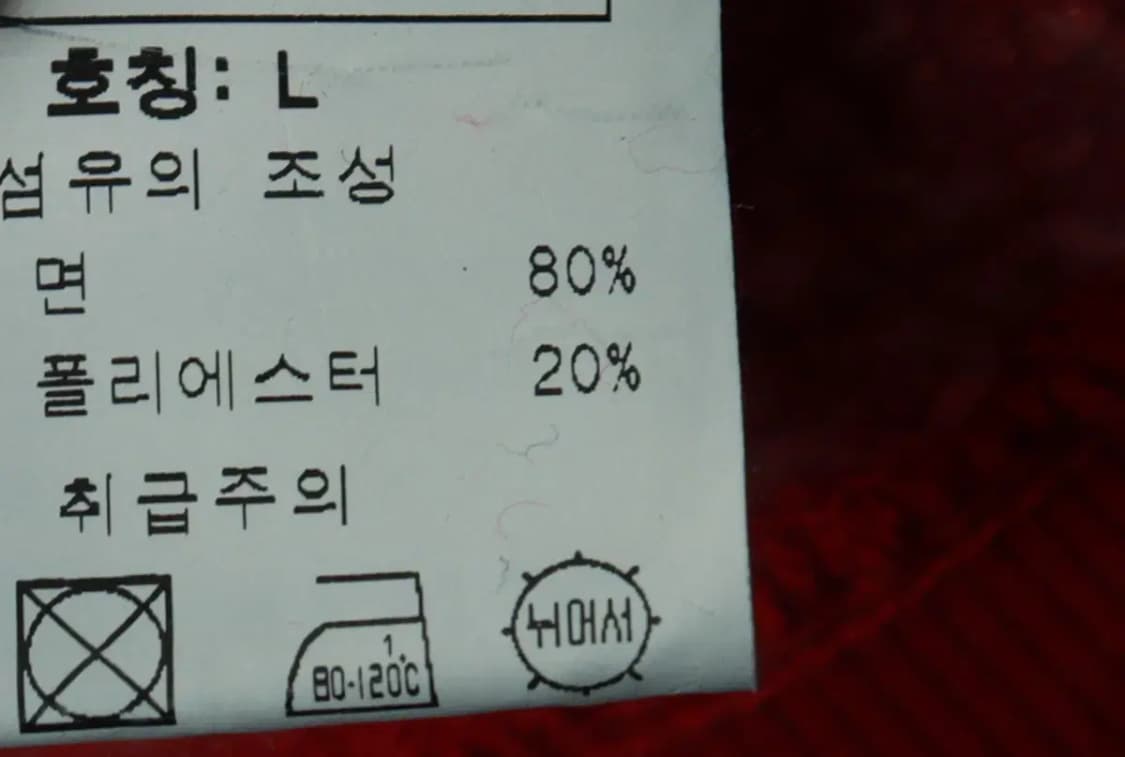 호칭: L
섬유의 조성
면 80%
폴리에스터 20%
취급주의
1
80-120℃
뉘어서